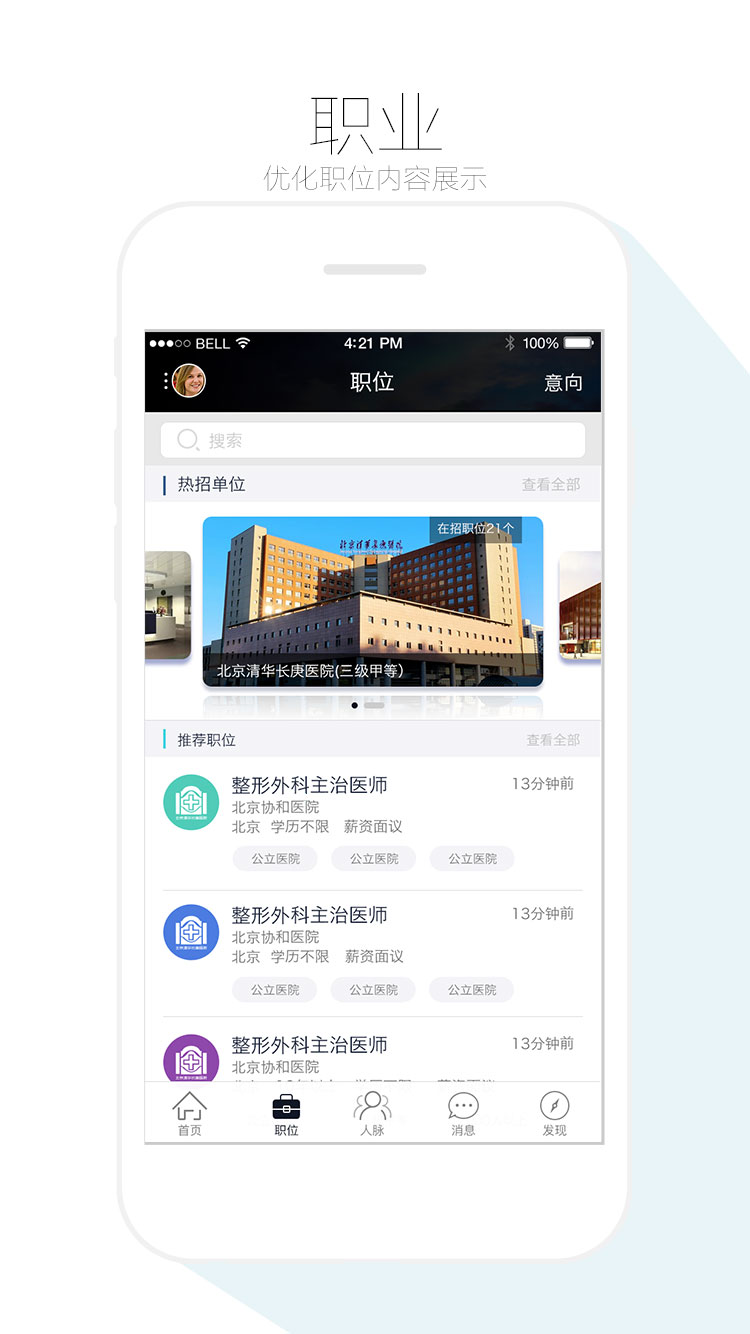 职业
优化职位内容展示
BELL 4:21 PM 100%
职位 意向
搜索
热招单位 查看全部
在招职位21个
北京清华长庚医院(三级甲等)
推荐职位 查看全部
整形外科主治医师 13分钟前
北京协和医院
北京 学历不限 薪资面议
公立医院 公立医院 公立医院
整形外科主治医师 13分钟前
北京协和医院
北京 学历不限 薪资面议
公立医院 公立医院 公立医院
整形外科主治医师 13分钟前
北京协和医院
首页 职位 人脉 消息 发现